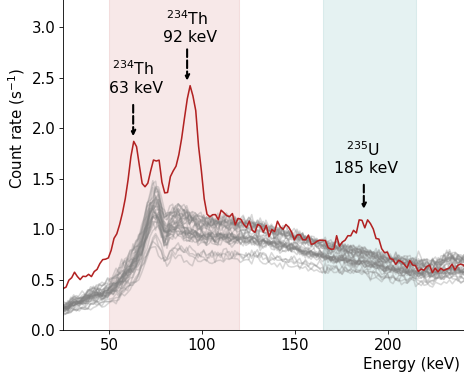 3.0
2.5
2.0
1.5
1.0
0.5
0.0
Count rate (s⁻¹)
²³⁴Th
92 keV
²³⁴Th
63 keV
²³⁵U
185 keV
50 100 150 200
Energy (keV)